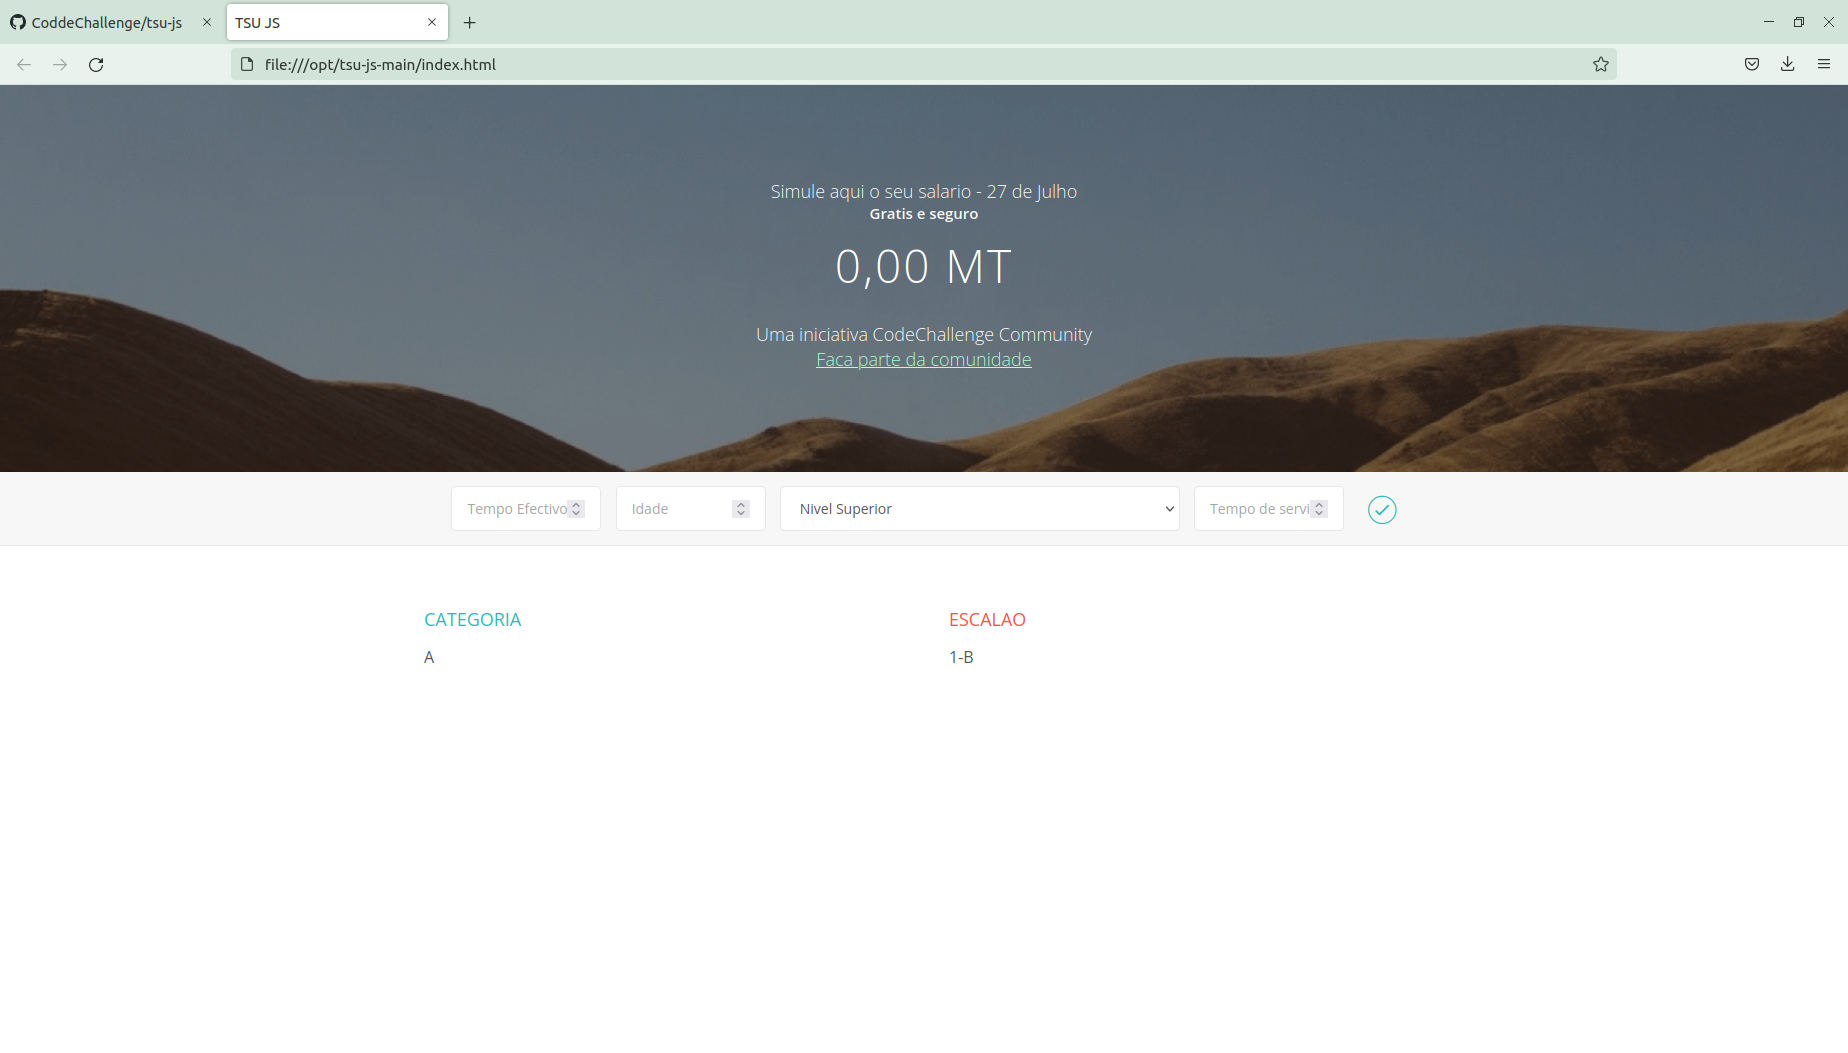 CoddeChallenge/tsu-js
TSU JS
file:///opt/tsu-js-main/index.html
Simule aqui o seu salario - 27 de Julho
Gratis e seguro
0,00 MT
Uma iniciativa CodeChallenge Community
Faca parte da comunidade
Tempo Efectivo
Idade
Nivel Superior
Tempo de servi
CATEGORIA
ESCALAO
A
1-B